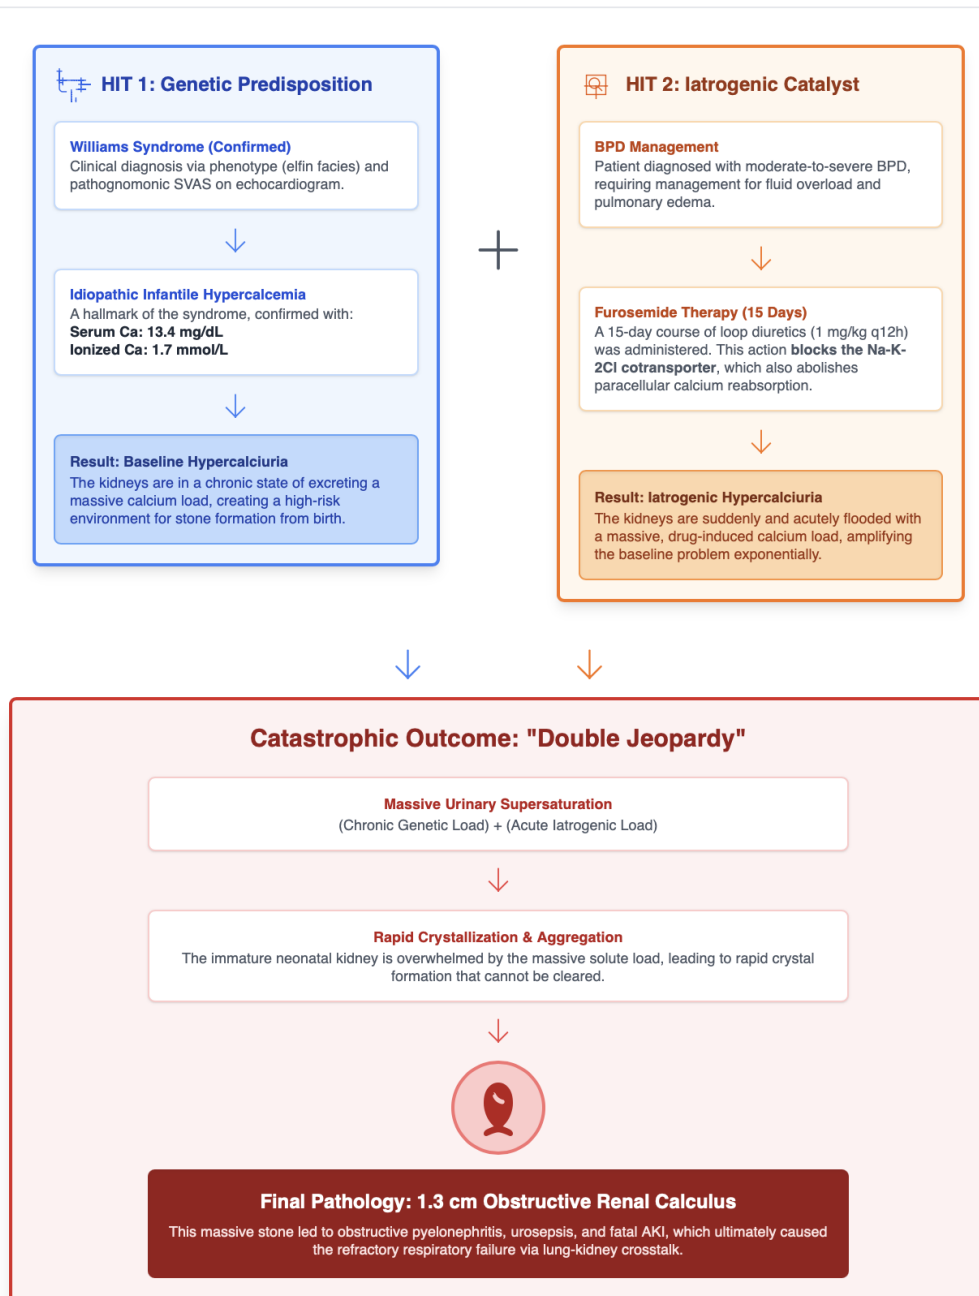 HIT 1: Genetic Predisposition
Williams Syndrome (Confirmed)
Clinical diagnosis via phenotype (elfin facies) and
pathognomonic SVAS on echocardiogram.
Idiopathic Infantile Hypercalcemia
A hallmark of the syndrome, confirmed with:
Serum Ca: 13.4 mg/dL
Ionized Ca: 1.7 mmol/L
Result: Baseline Hypercalciuria
The kidneys are in a chronic state of excreting a
massive calcium load, creating a high-risk
environment for stone formation from birth.
HIT 2: Iatrogenic Catalyst
BPD Management
Patient diagnosed with moderate-to-severe BPD,
requiring management for fluid overload and
pulmonary edema.
Furosemide Therapy (15 Days)
A 15-day course of loop diuretics (1 mg/kg q12h)
was administered. This action blocks the Na-K-
2Cl cotransporter, which also abolishes
paracellular calcium reabsorption.
Result: Iatrogenic Hypercalciuria
The kidneys are suddenly and acutely flooded with
a massive, drug-induced calcium load, amplifying
the baseline problem exponentially.
Catastrophic Outcome: "Double Jeopardy"
Massive Urinary Supersaturation
(Chronic Genetic Load) + (Acute Iatrogenic Load)
Rapid Crystallization & Aggregation
The immature neonatal kidney is overwhelmed by the massive solute load, leading to rapid crystal
formation that cannot be cleared.
Final Pathology: 1.3 cm Obstructive Renal Calculus
This massive stone led to obstructive pyelonephritis, urosepsis, and fatal AKI, which ultimately caused
the refractory respiratory failure via lung-kidney crosstalk.